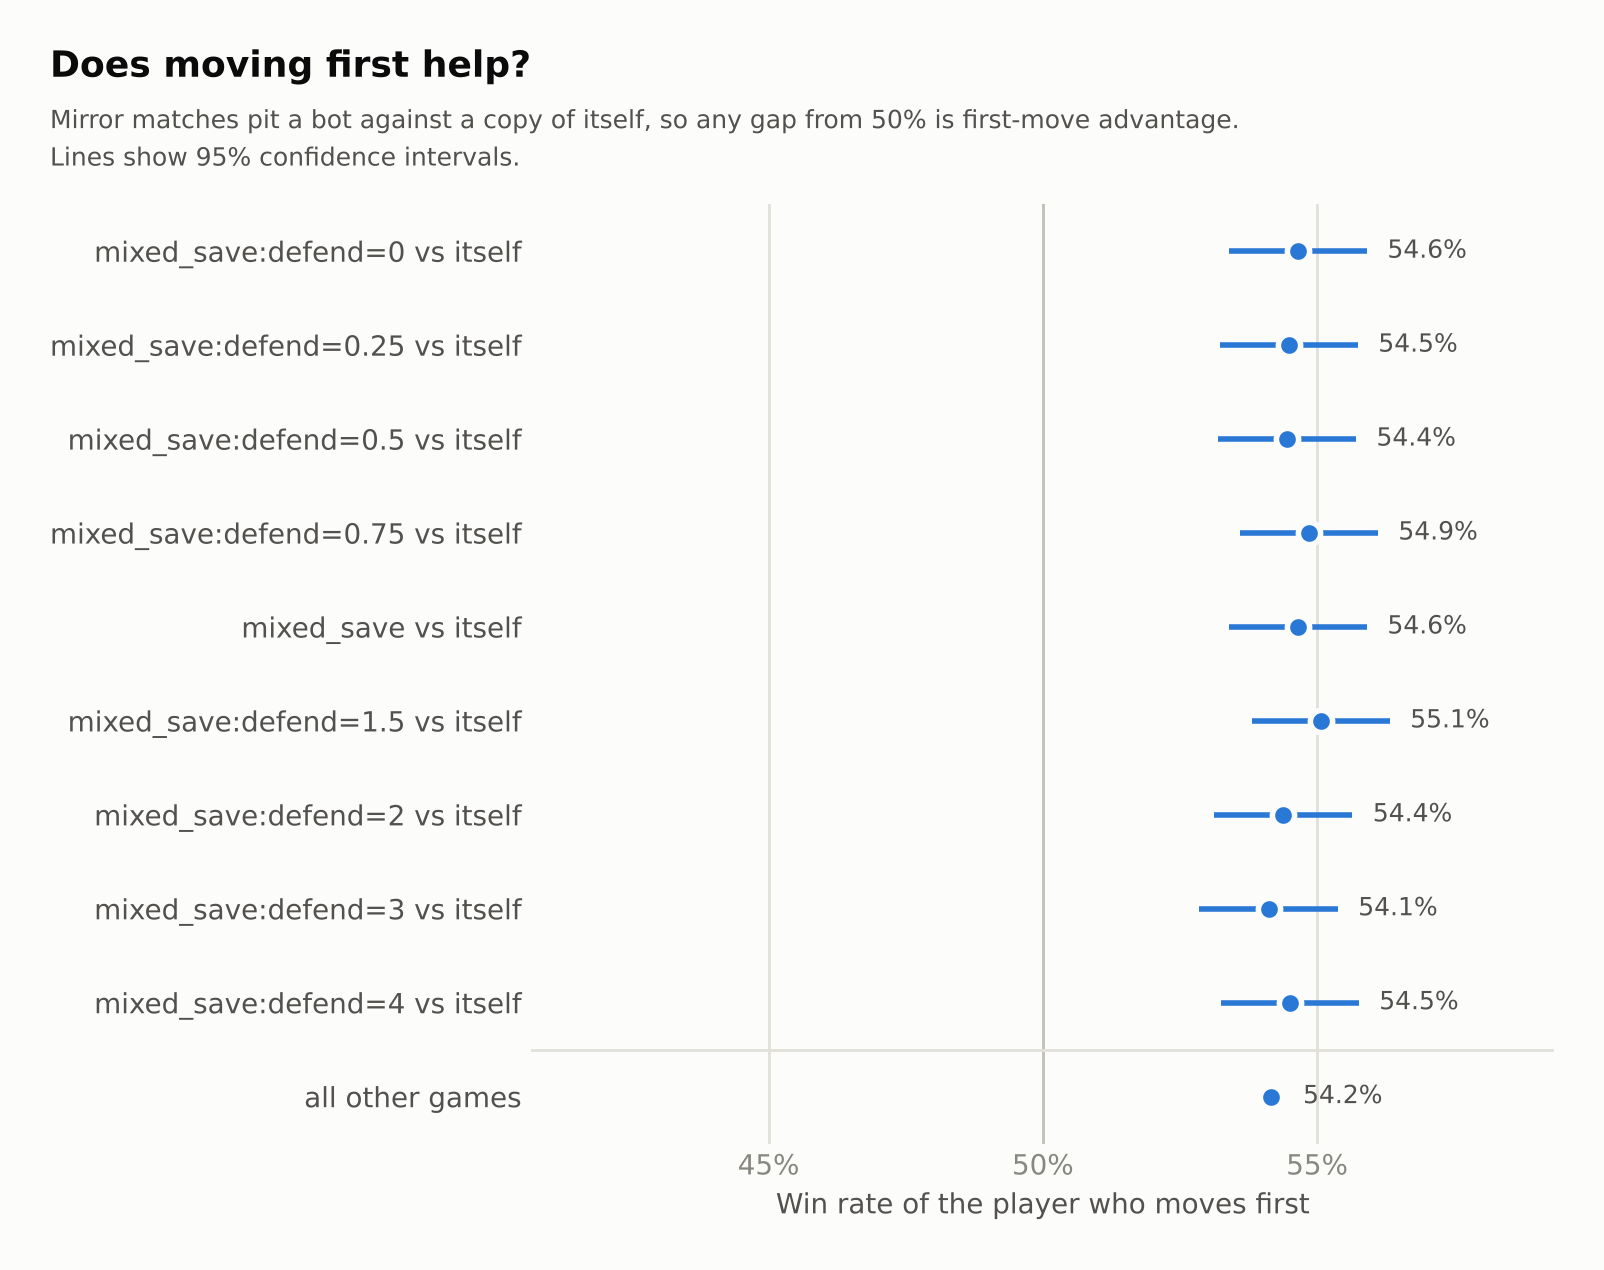 Does moving first help?
Mirror matches pit a bot against a copy of itself, so any gap from 50% is first-move advantage.
Lines show 95% confidence intervals.
mixed_save:defend=0 vs itself 54.6%
mixed_save:defend=0.25 vs itself 54.5%
mixed_save:defend=0.5 vs itself 54.4%
mixed_save:defend=0.75 vs itself 54.9%
mixed_save vs itself 54.6%
mixed_save:defend=1.5 vs itself 55.1%
mixed_save:defend=2 vs itself 54.4%
mixed_save:defend=3 vs itself 54.1%
mixed_save:defend=4 vs itself 54.5%
all other games 54.2%
45% 50% 55%
Win rate of the player who moves first